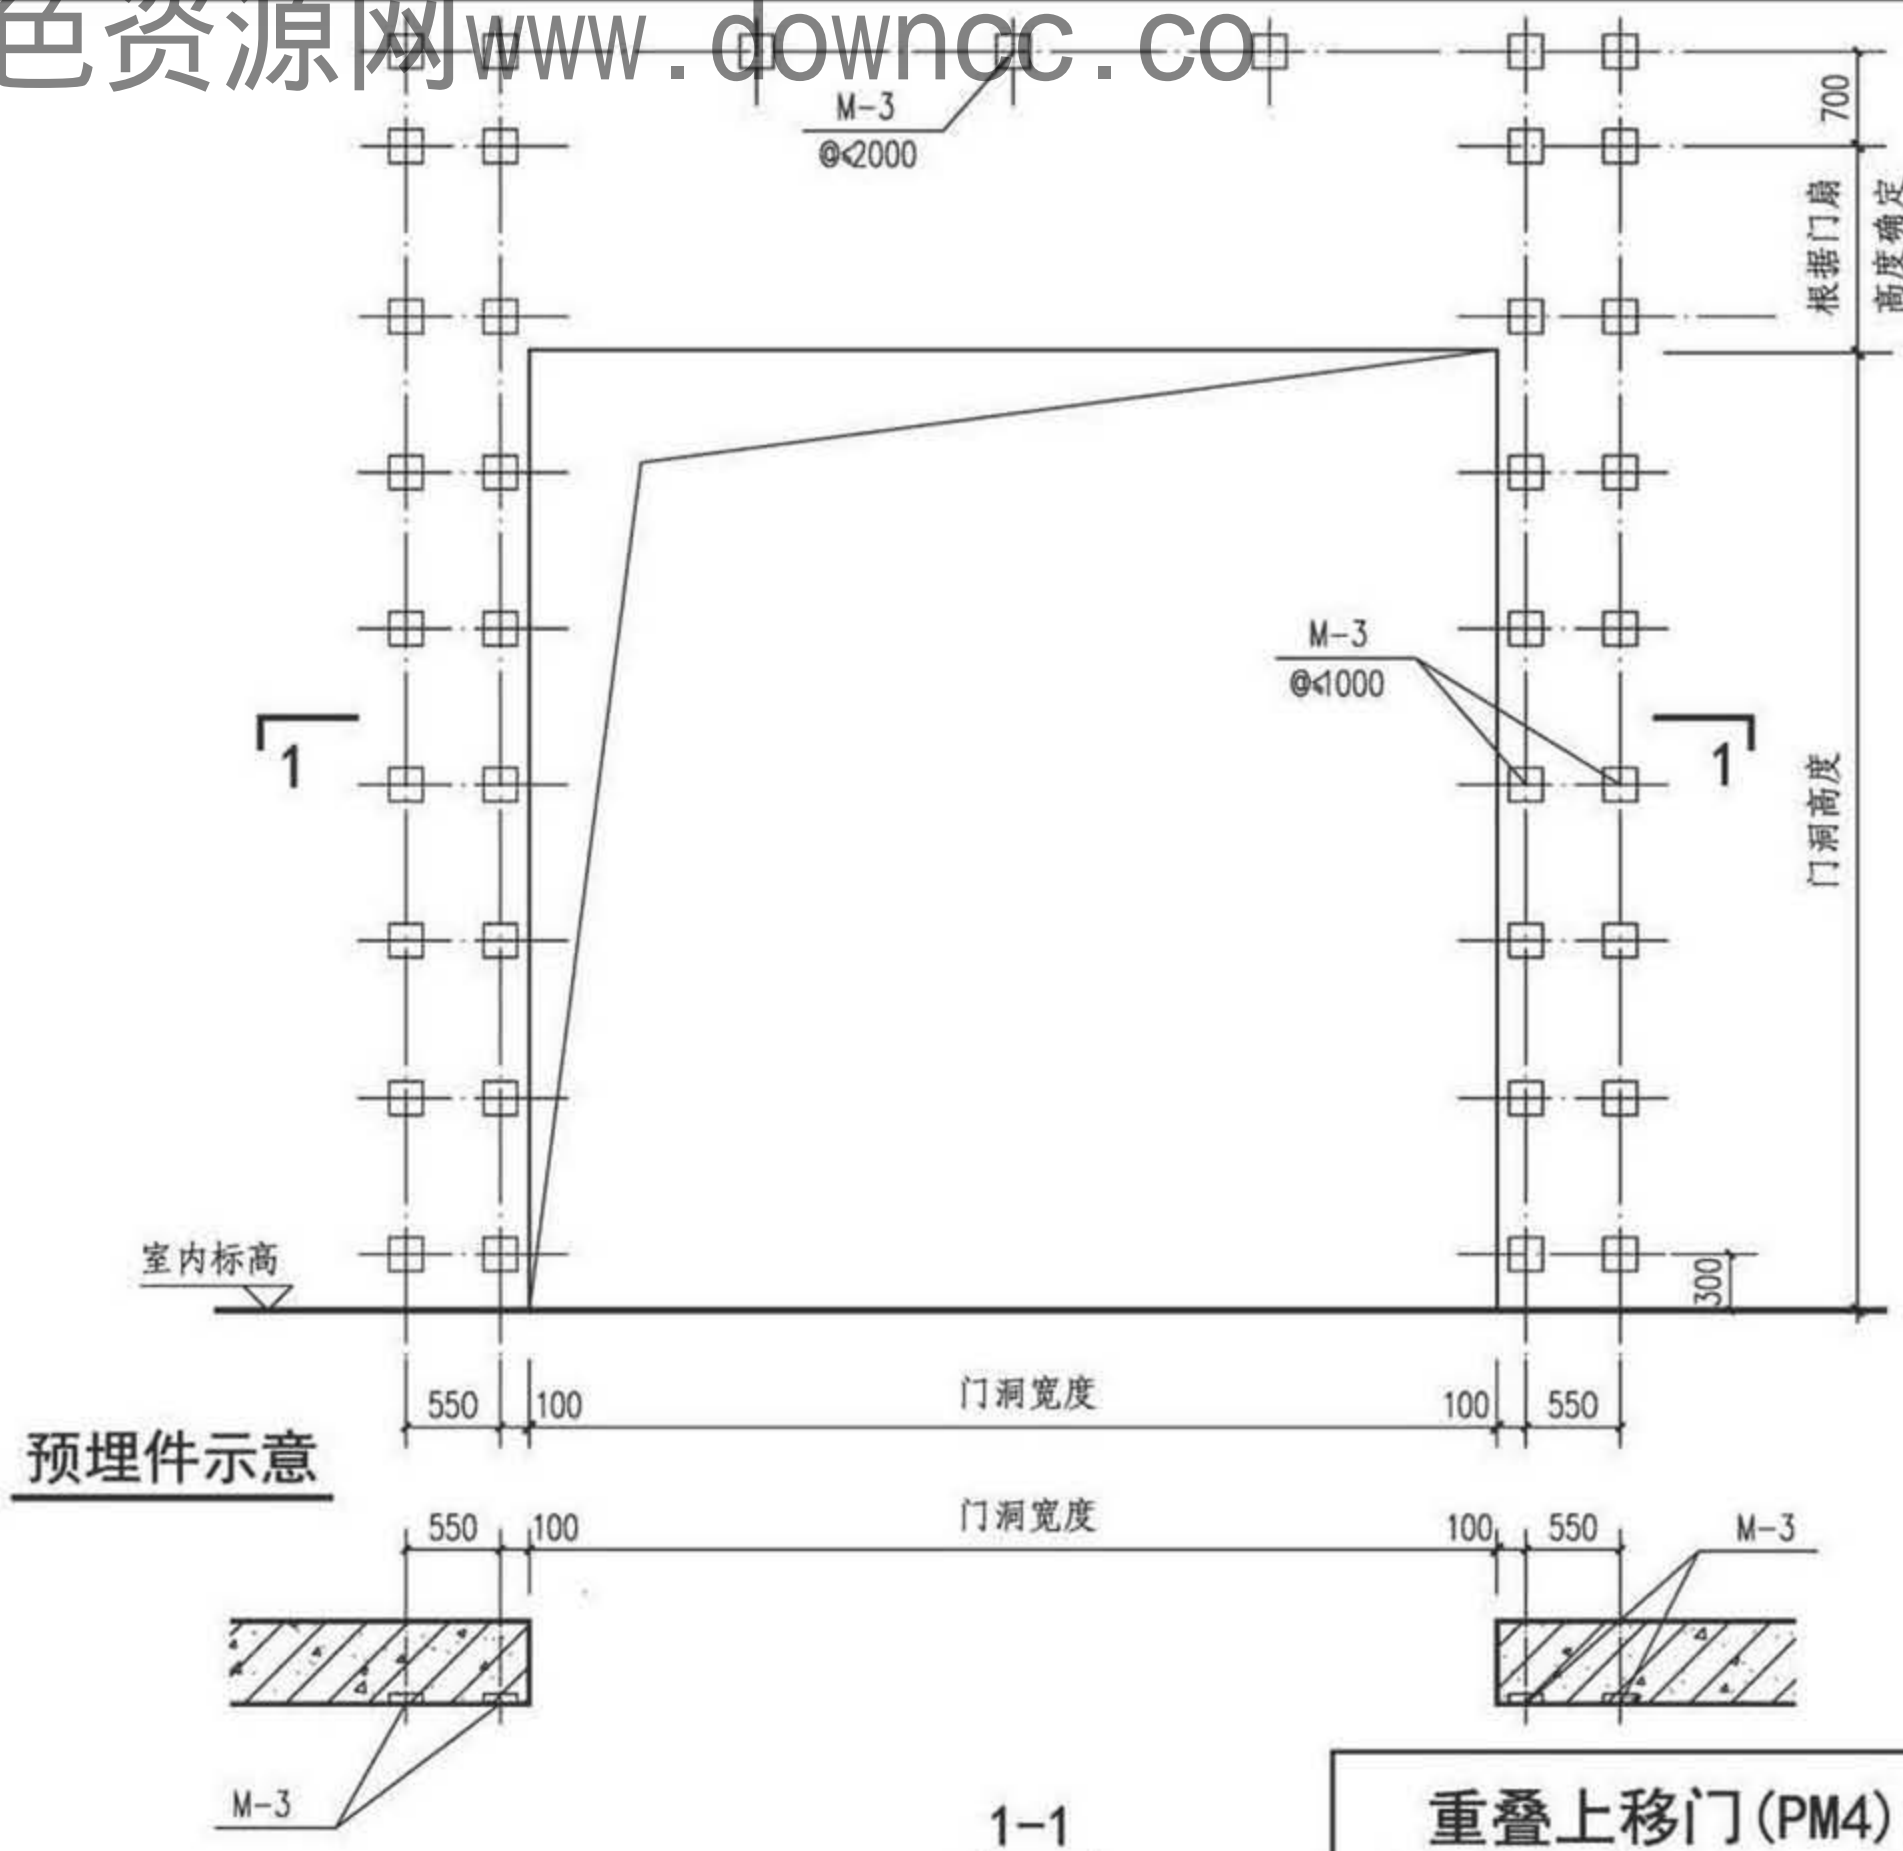 色资源网www.downcc.co
M-3
@≤2000
700
根据门扇
高度确定
M-3
@≤1000
1
1
门洞高度
室内标高
300
550
100
门洞宽度
100
550
预埋件示意
550
100
门洞宽度
100
550
M-3
M-3
1-1
重叠上移门(PM4)